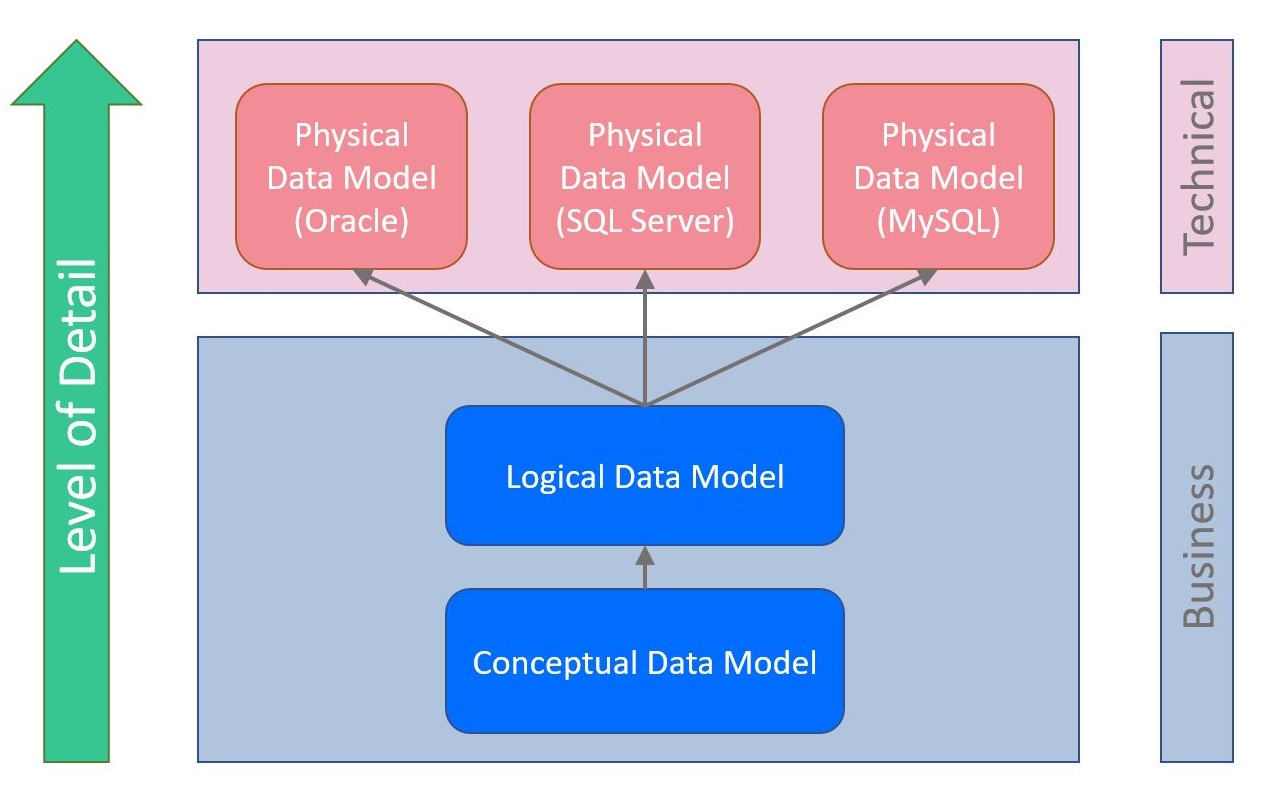 Level of Detail
Physical
Data Model
(Oracle)
Physical
Data Model
(SQL Server)
Physical
Data Model
(MySQL)
Technical
Logical Data Model
Conceptual Data Model
Business